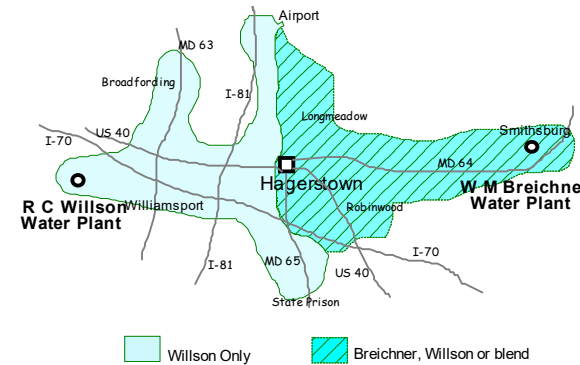 Airport
MD 63
Broadfording
I-81
Longmeadow
US 40
I-70
Smithsburg
MD 64
Hagerstown
W M Breichne
Water Plant
R C Willson
Water Plant
Williamsport
Robinwood
I-70
I-81
MD 65
US 40
State Prison
Willson Only
Breichner, Willson or blend